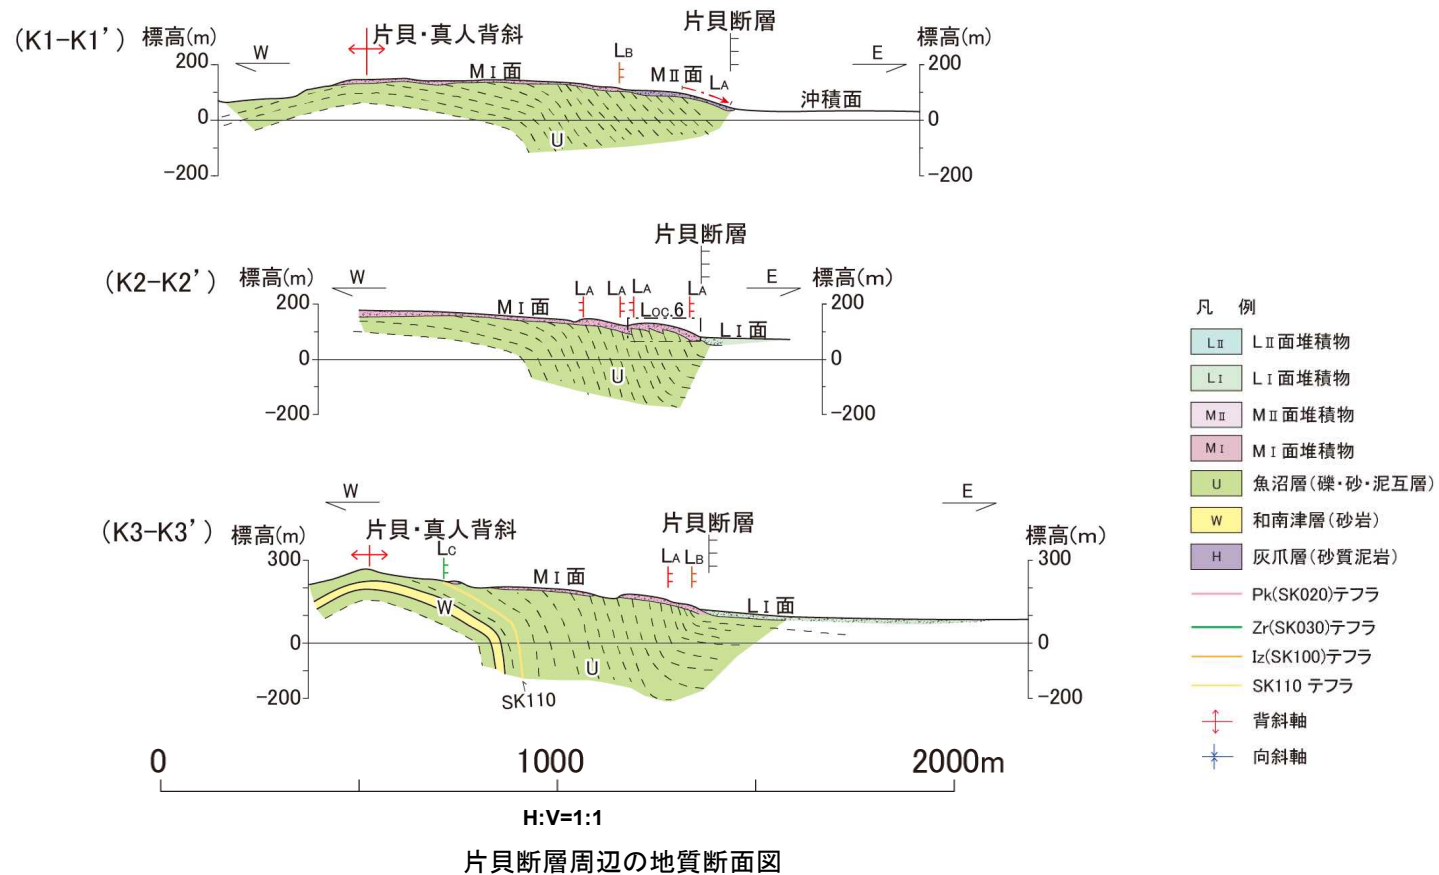 (K1-K1’)
標高(m)
W
片貝・真人背斜
片貝断層
標高(m)
E
200
0
-200
MⅠ面
LB
MⅡ面
LA
沖積面
U
200
0
-200
(K2-K2’)
標高(m)
W
片貝断層
E
標高(m)
200
0
-200
MⅠ面
LA
LA
LA
LA
Loc.6
LⅠ面
U
200
0
-200
(K3-K3’)
標高(m)
W
片貝・真人背斜
片貝断層
E
標高(m)
300
0
-200
LC
MⅠ面
LA
LB
LⅠ面
W
U
SK110
300
0
-200
0
1000
2000m
H:V=1:1
片貝断層周辺の地質断面図
凡 例
LⅡ LⅡ面堆積物
LⅠ LⅠ面堆積物
MⅡ MⅡ面堆積物
MⅠ MⅠ面堆積物
U 魚沼層(礫・砂・泥互層)
W 和南津層(砂岩)
H 灰爪層(砂質泥岩)
Pk(SK020)テフラ
Zr(SK030)テフラ
Iz(SK100)テフラ
SK110 テフラ
背斜軸
向斜軸